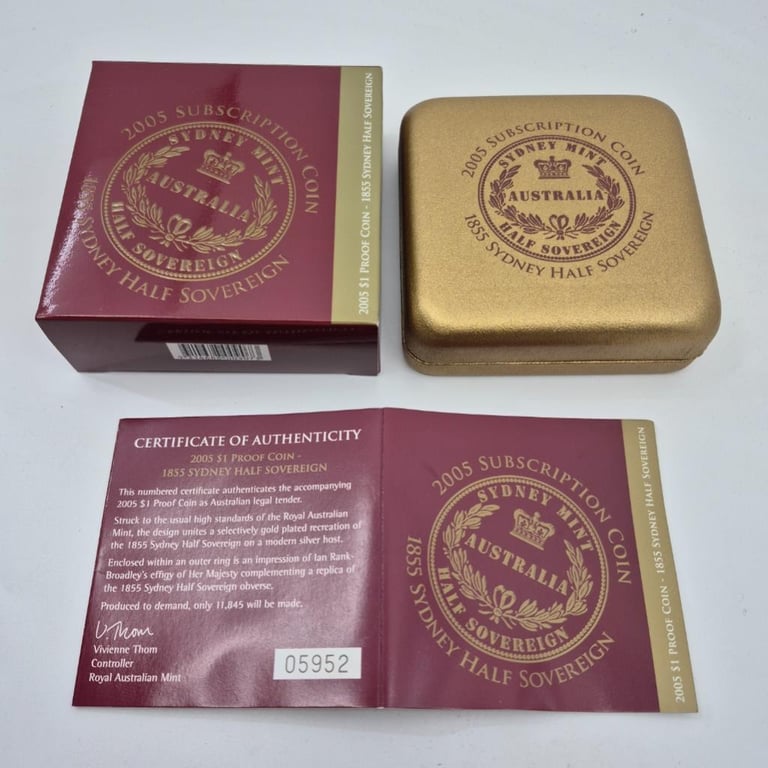 2005 SUBSCRIPTION COIN
SYDNEY MINT
AUSTRALIA
HALF SOVEREIGN
1855 SYDNEY HALF SOVEREIGN
2005 $1 PROOF COIN - 1855 SYDNEY HALF SOVEREIGN
2005 SUBSCRIPTION COIN
SYDNEY MINT
AUSTRALIA
HALF SOVEREIGN
1855 SYDNEY HALF SOVEREIGN
CERTIFICATE OF AUTHENTICITY
2005 $1 PROOF COIN -
1855 SYDNEY HALF SOVEREIGN
This numbered certificate authenticates the accompanying
2005 $1 Proof Coin as Australian legal tender.
Struck to the usual high standards of the Royal Australian
Mint, the design unites a selectively gold plated recreation of
the 1855 Sydney Half Sovereign on a modern silver host.
Enclosed within an outer ring is an impression of Ian Rank-
Broadley's effigy of Her Majesty complementing a replica of
the 1855 Sydney Half Sovereign obverse.
Produced to demand, only 11,845 will be made.
V Thom
Vivienne Thom
Controller
Royal Australian Mint
05952
2005 SUBSCRIPTION COIN
SYDNEY MINT
AUSTRALIA
HALF SOVEREIGN
1855 SYDNEY HALF SOVEREIGN
2005 $1 PROOF COIN - 1855 SYDNEY HALF SOVEREIGN